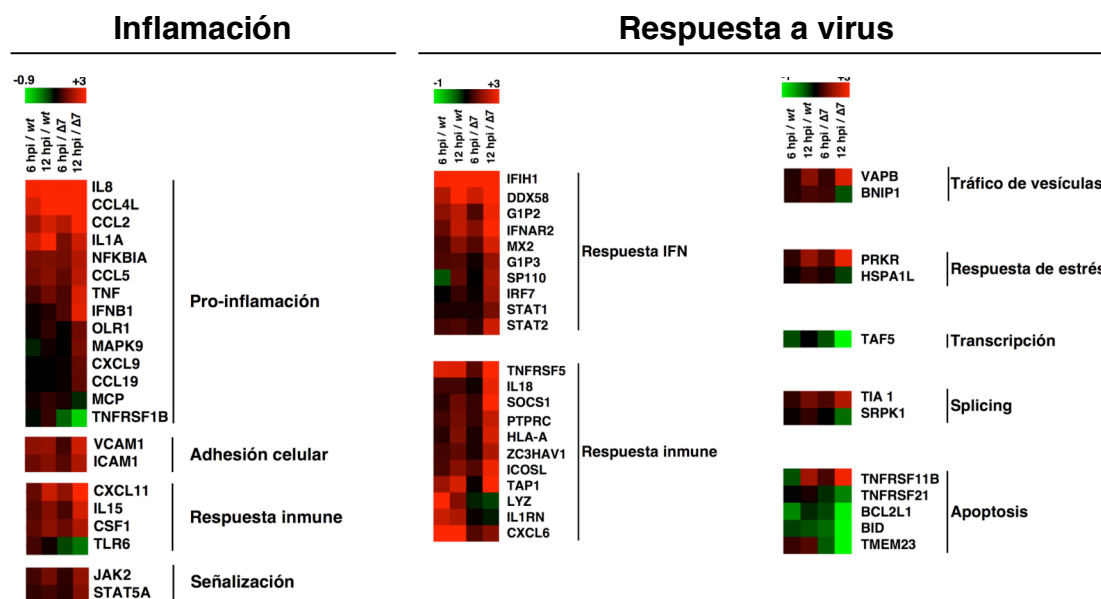 Inflamación
-0.9 +3
6 hpi / wt
12 hpi / wt
6 hpi / Δ7
12 hpi / Δ7
IL8
CCL4L
CCL2
IL1A
NFKBIA
CCL5
TNF
IFNB1
OLR1
MAPK9
CXCL9
CCL19
MCP
TNFRSF1B
Pro-inflamación
VCAM1
ICAM1
Adhesión celular
CXCL11
IL15
CSF1
TLR6
Respuesta inmune
JAK2
STAT5A
Señalización
Respuesta a virus
-1 +3
6 hpi / wt
12 hpi / wt
6 hpi / Δ7
12 hpi / Δ7
IFIH1
DDX58
G1P2
IFNAR2
MX2
G1P3
SP110
IRF7
STAT1
STAT2
Respuesta IFN
TNFRSF5
IL18
SOCS1
PTPRC
HLA-A
ZC3HAV1
ICOSL
TAP1
LYZ
IL1RN
CXCL6
Respuesta inmune
-1 +3
6 hpi / wt
12 hpi / wt
6 hpi / Δ7
12 hpi / Δ7
VAPB
BNIP1
Tráfico de vesículas
PRKR
HSPA1L
Respuesta de estrés
TAF5
Transcripción
TIA 1
SRPK1
Splicing
TNFRSF11B
TNFRSF21
BCL2L1
BID
TMEM23
Apoptosis